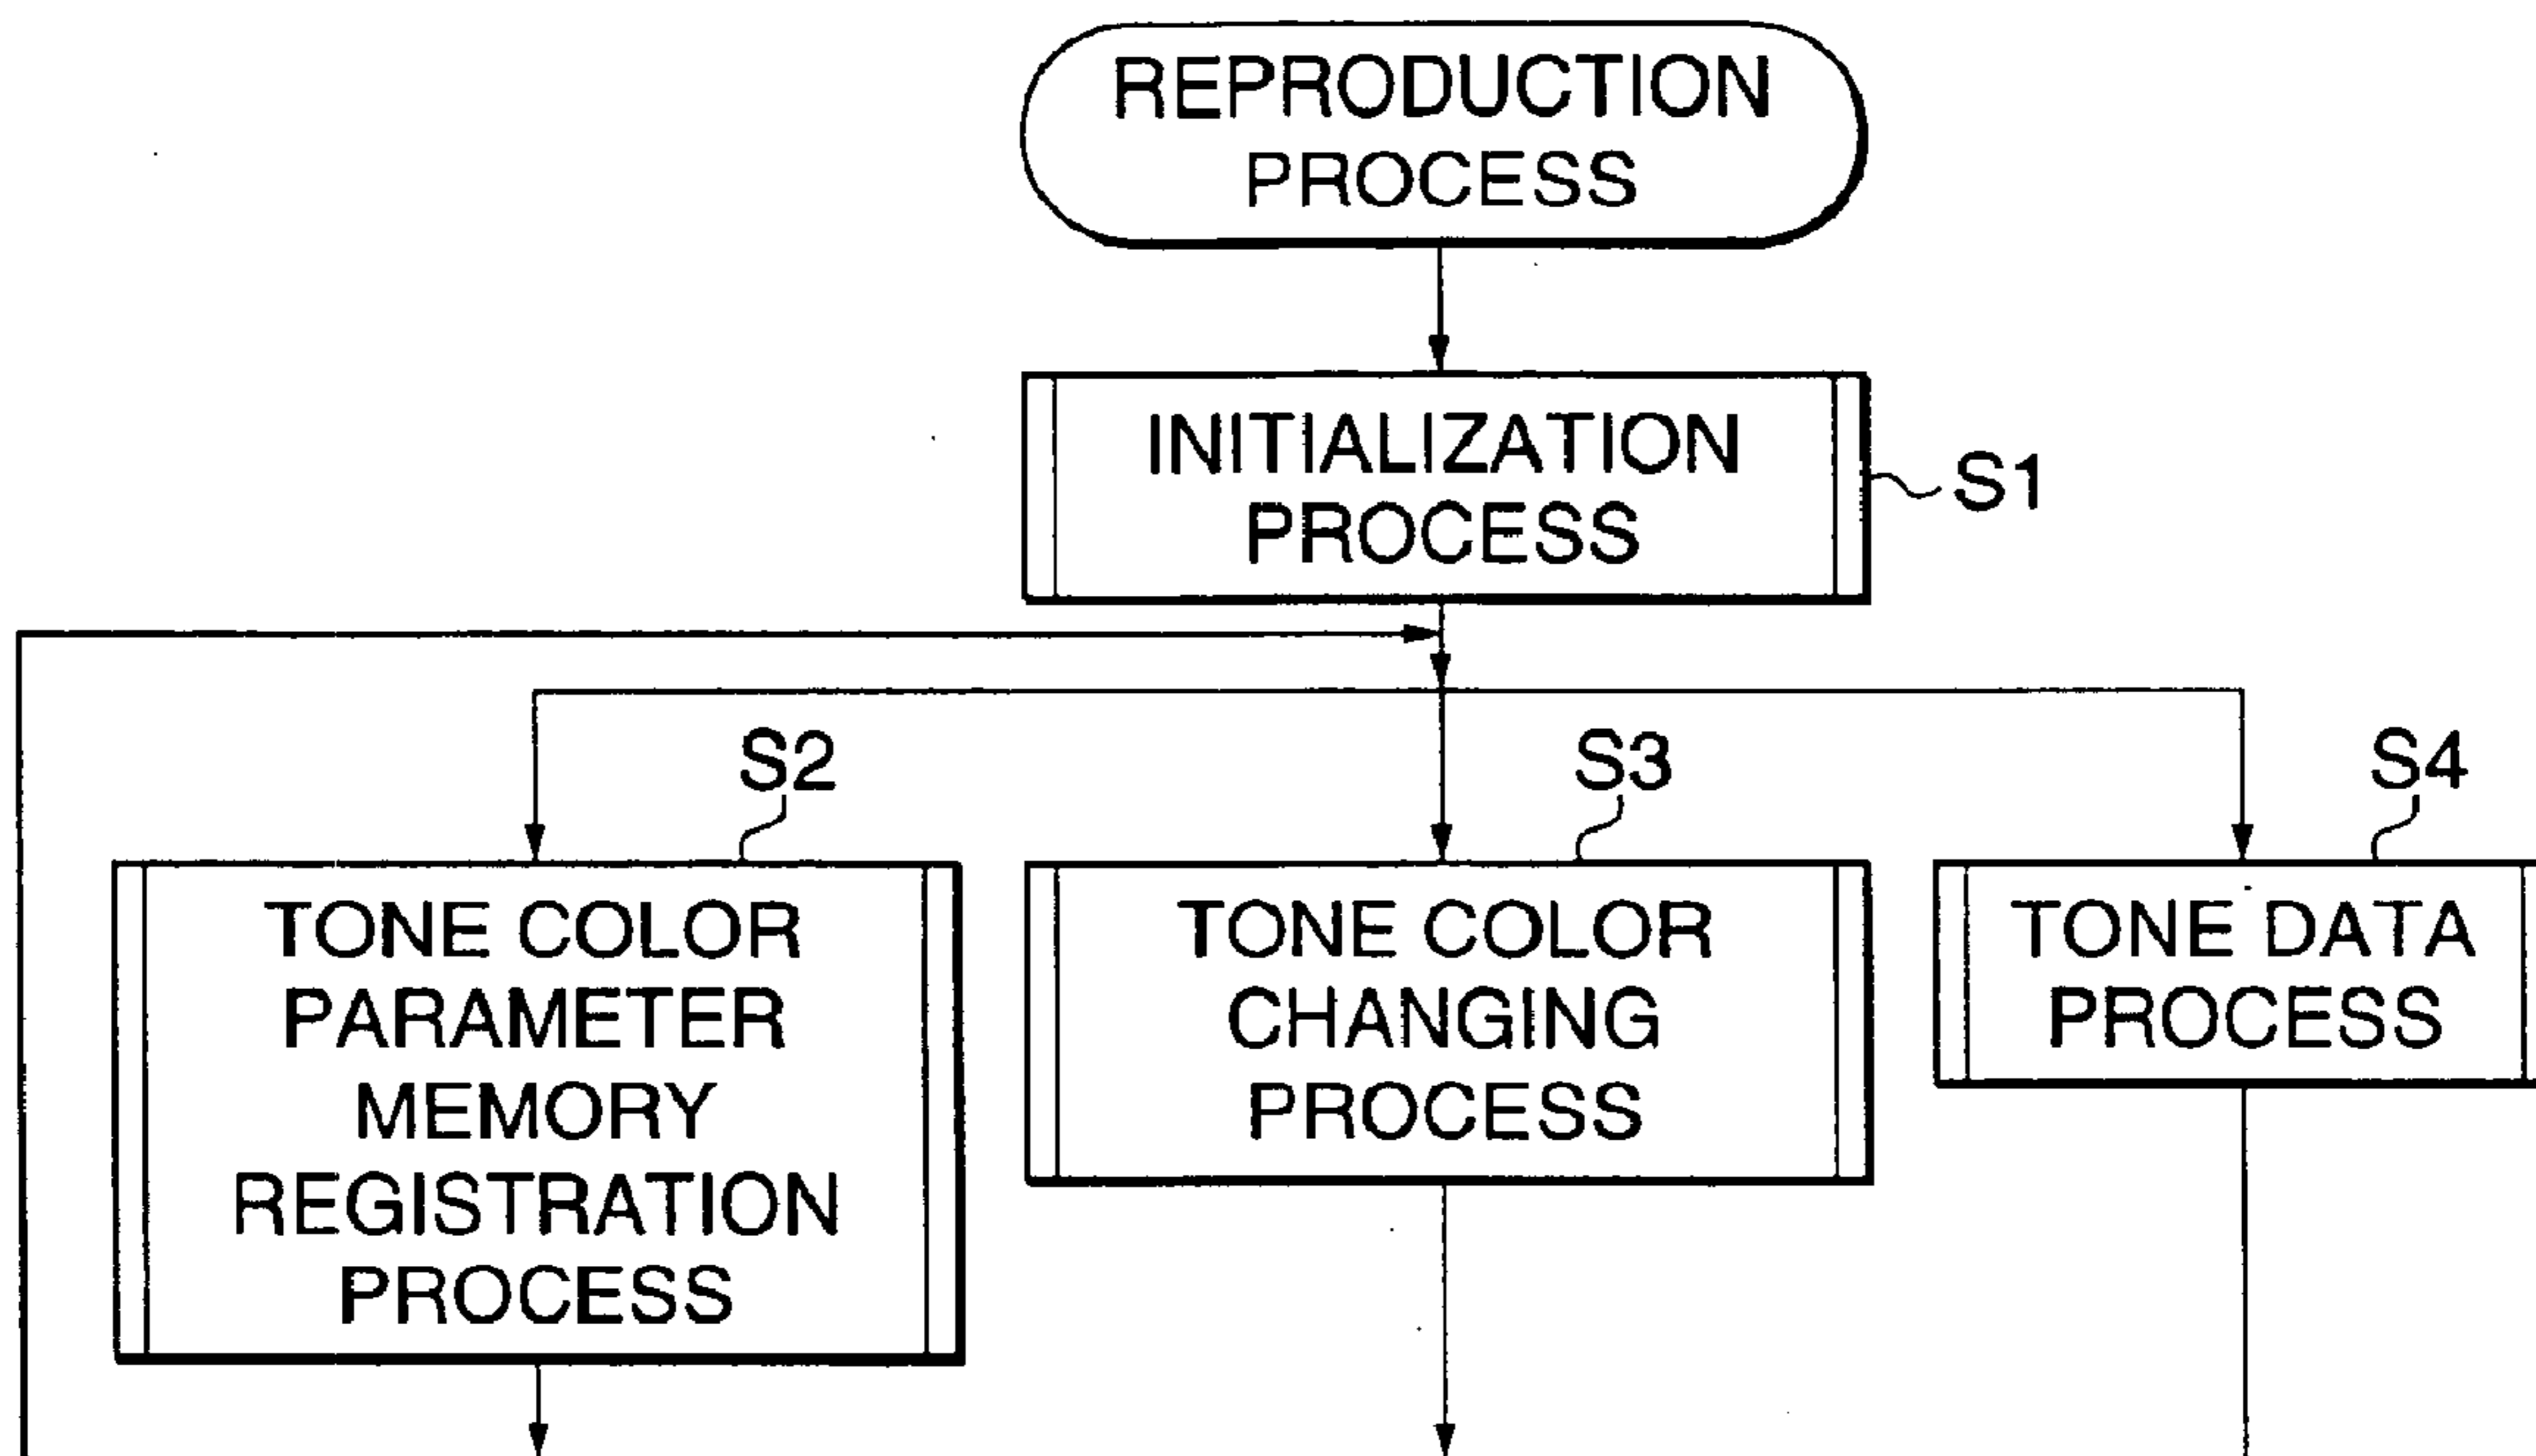 REPRODUCTION
PROCESS
INITIALIZATION
PROCESS
S1
S2
S3
S4
TONE COLOR
PARAMETER
MEMORY
REGISTRATION
PROCESS
TONE COLOR
CHANGING
PROCESS
TONE DATA
PROCESS